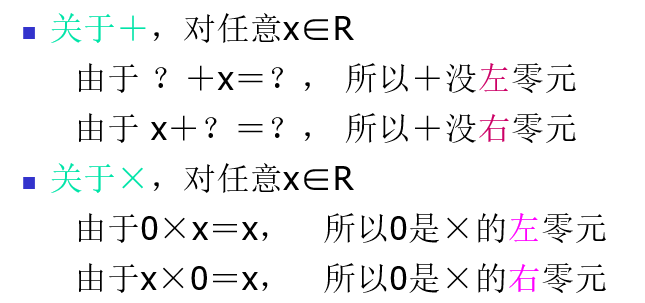 ■ 关于＋，对任意x∈R
由于 ？＋x＝？， 所以＋没左零元
由于 x＋？＝？， 所以＋没右零元
■ 关于×，对任意x∈R
由于0×x＝x， 所以0是×的左零元
由于x×0＝x， 所以0是×的右零元